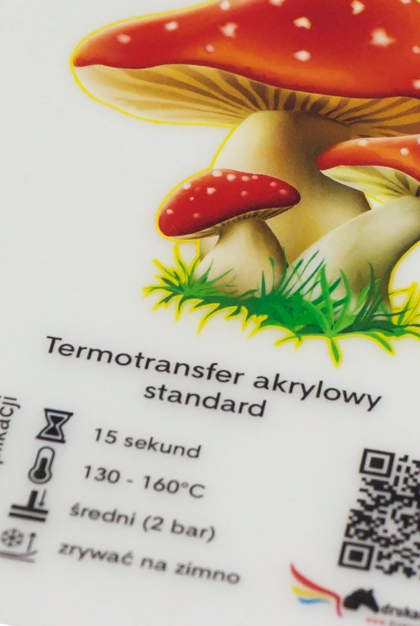 Termotransfer akrylowy
standard
15 sekund
130 - 160°C
średni (2 bar)
zrywać na zimno